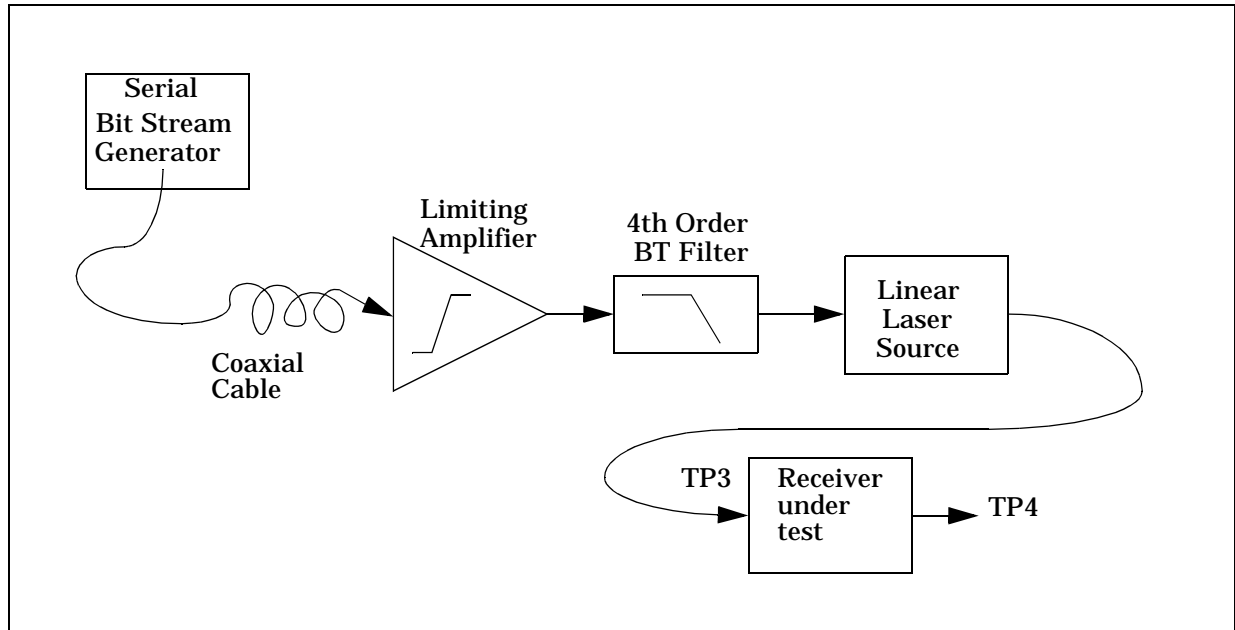 Serial
Bit Stream
Generator
Limiting
Amplifier
4th Order
BT Filter
Linear
Laser
Source
Coaxial
Cable
TP3
Receiver
under
test
TP4